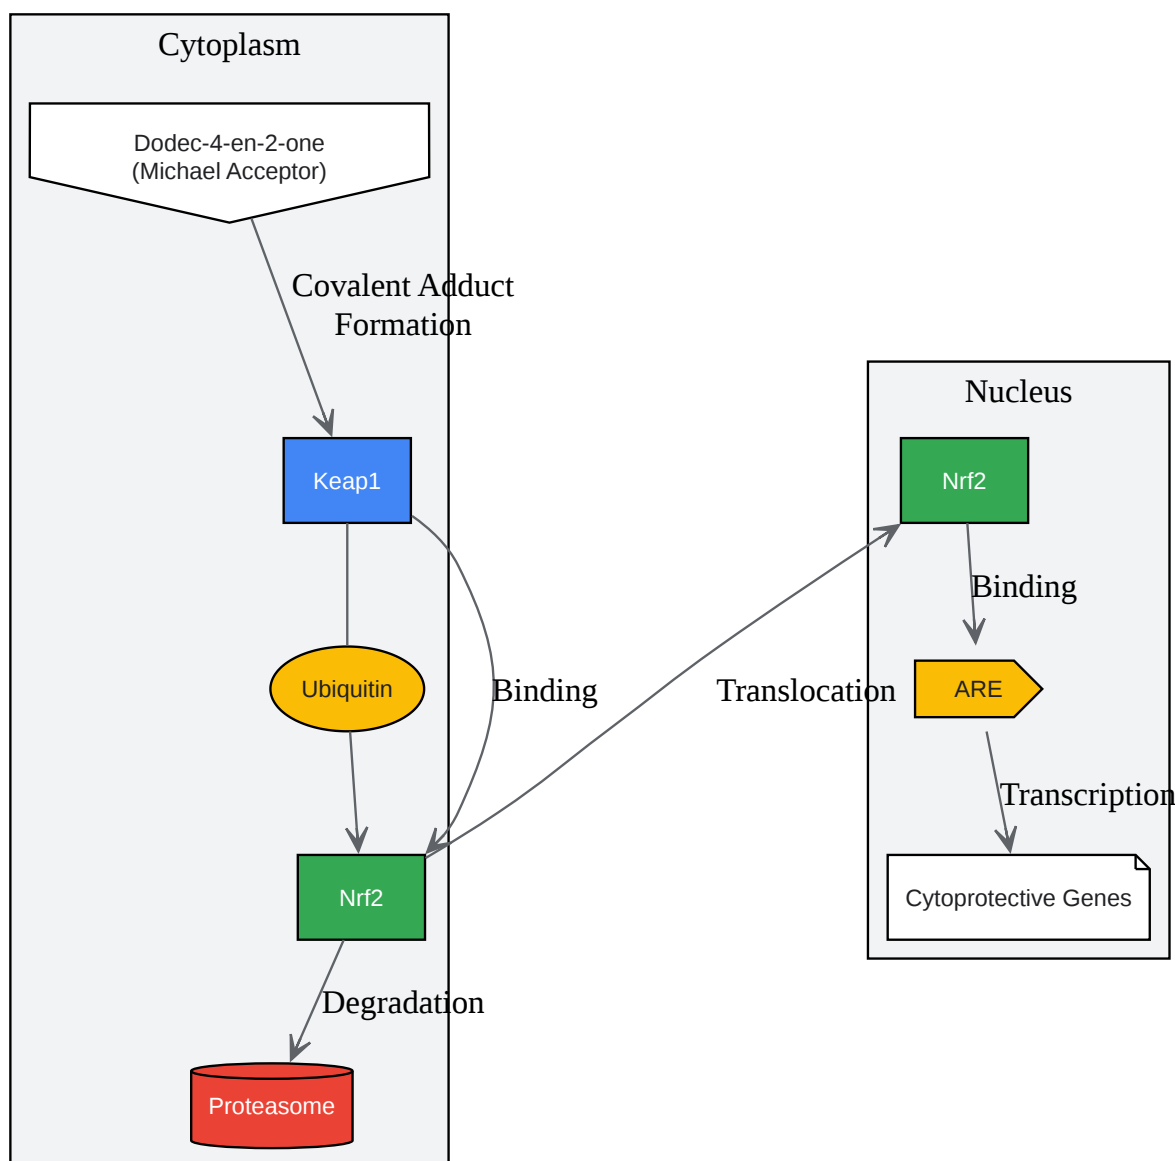 Cytoplasm
Dodec-4-en-2-one
(Michael Acceptor)
Covalent Adduct
Formation
Keap1
Ubiquitin
Binding
Nrf2
Degradation
Proteasome
Translocation
Nucleus
Nrf2
Binding
ARE
Transcription
Cytoprotective Genes